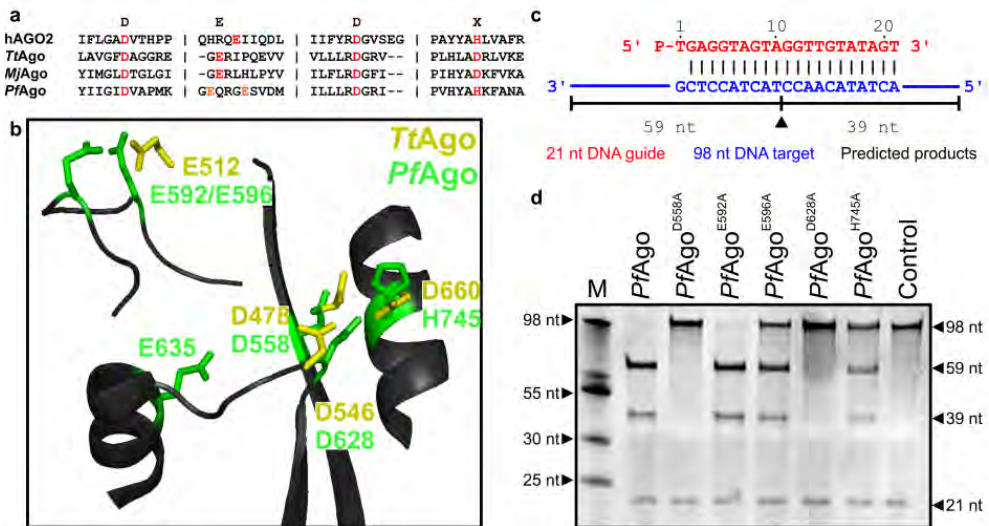 a
D E D X
hAGO2 IFLGADVTHPP | QHRQEIIQDL | IIFYRDGVSEG | PAYYAHLVAFR
TtAgo LAVGFDAGGRE | -GERIPQEVV | VLLLRDGRV-- | PLHLADRLVKE
MjAgo YIMGLDTGLGI | -GERLHLPYV | ILLLRDGFI-- | PIHYADKFVKA
PfAgo YIIGIDVAPMK | GEQRGESVDM | ILLLRDGRI-- | PVHYAHKFANA
b
TtAgo
PfAgo
E512
E592/E596
D660
H745
D478
D558
E635
D546
D628
c
1 10 20
5' P-TGAGGTAGTAGGTTGTATAGT 3'
3' GCTCCATCATCCAACATATCA 5'
59 nt 39 nt
21 nt DNA guide 98 nt DNA target Predicted products
d
M PfAgo PfAgoD558A PfAgoE592A PfAgoE596A PfAgoD628A PfAgoH745A Control
98 nt 98 nt
59 nt
55 nt
39 nt
30 nt
25 nt
21 nt